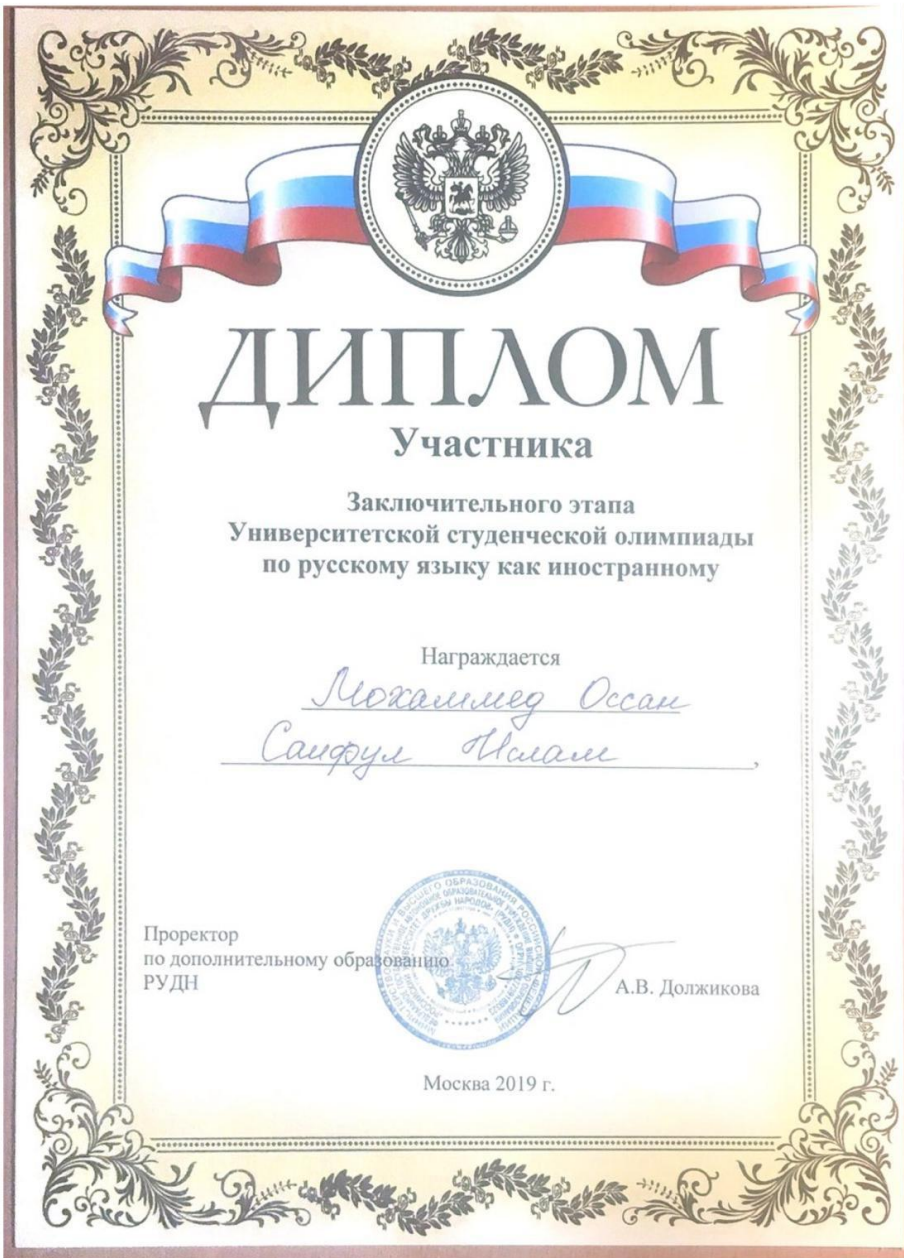 ДИПЛОМ
Участника
Заключительного этапа
Университетской студенческой олимпиады
по русскому языку как иностранному
Награждается
Мохаммед Оссан
Саифул Ислам,
Проректор
по дополнительному образованию
РУДН
А.В. Должикова
Москва 2019 г.